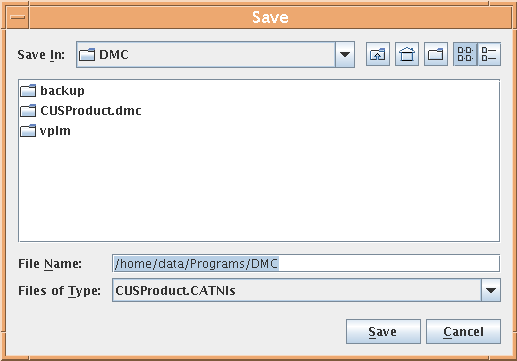 Save
Save In: DMC
backup
CUSProduct.dmc
vplm
File Name: /home/data/Programs/DMC
Files of Type: CUSProduct.CATNls
Save Cancel